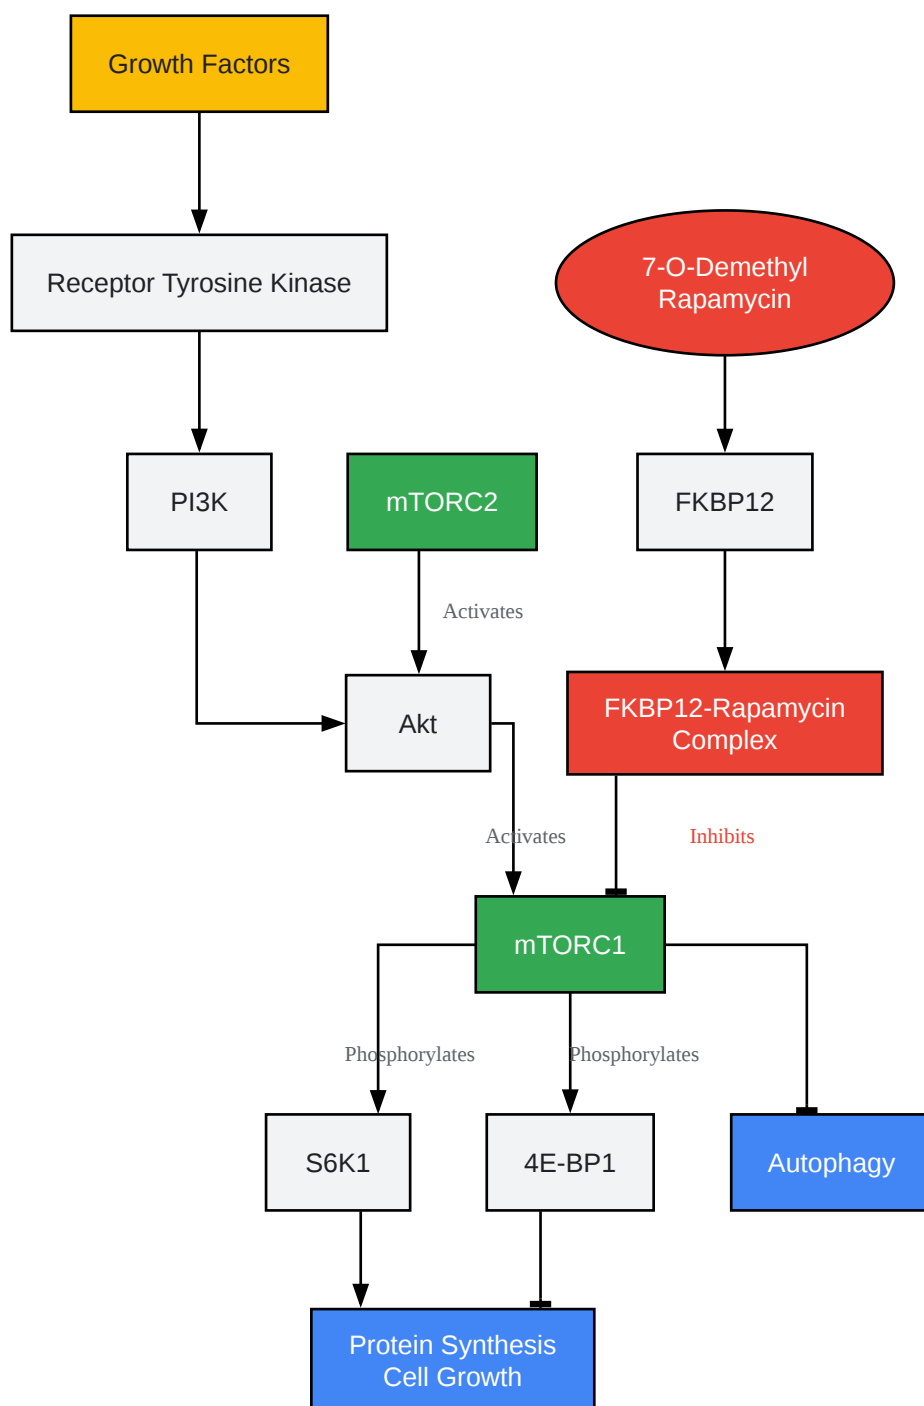 Growth Factors
Receptor Tyrosine Kinase
7-O-Demethyl
Rapamycin
PI3K
mTORC2
FKBP12
Activates
Akt
FKBP12-Rapamycin
Complex
Activates
Inhibits
mTORC1
Phosphorylates
Phosphorylates
S6K1
4E-BP1
Autophagy
Protein Synthesis
Cell Growth